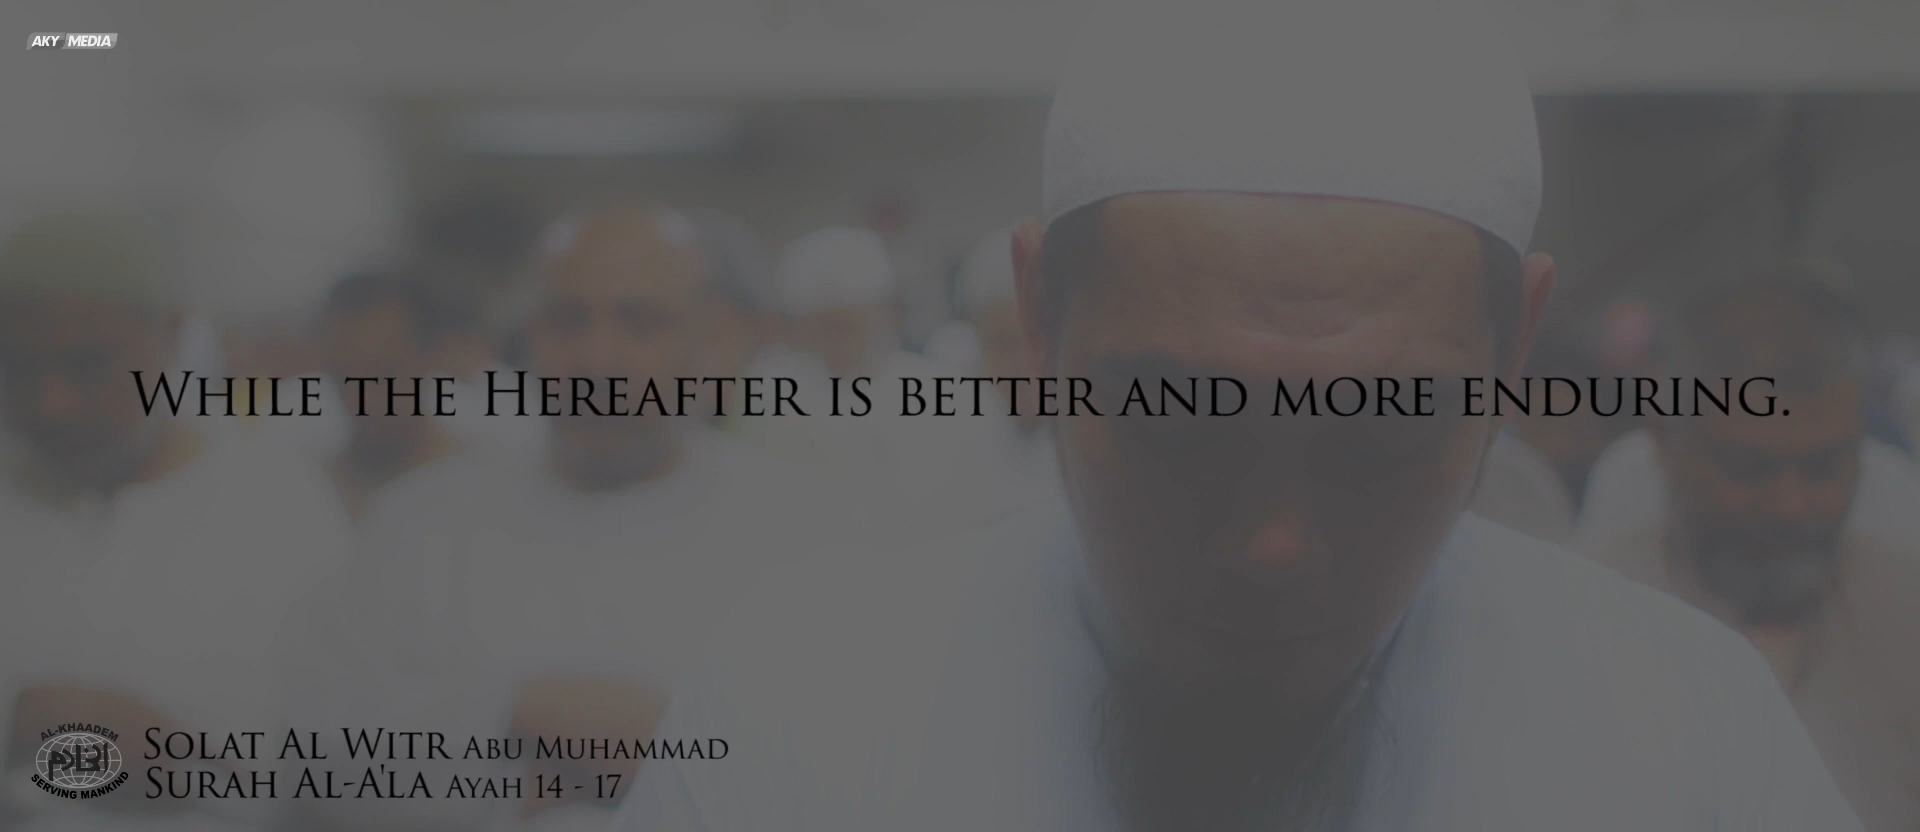 AKY MEDIA
WHILE THE HEREAFTER IS BETTER AND MORE ENDURING.
AL-KHAADEM
SERVING MANKIND
SOLAT AL WITR ABU MUHAMMAD
SURAH AL-A'LA AYAH 14 - 17